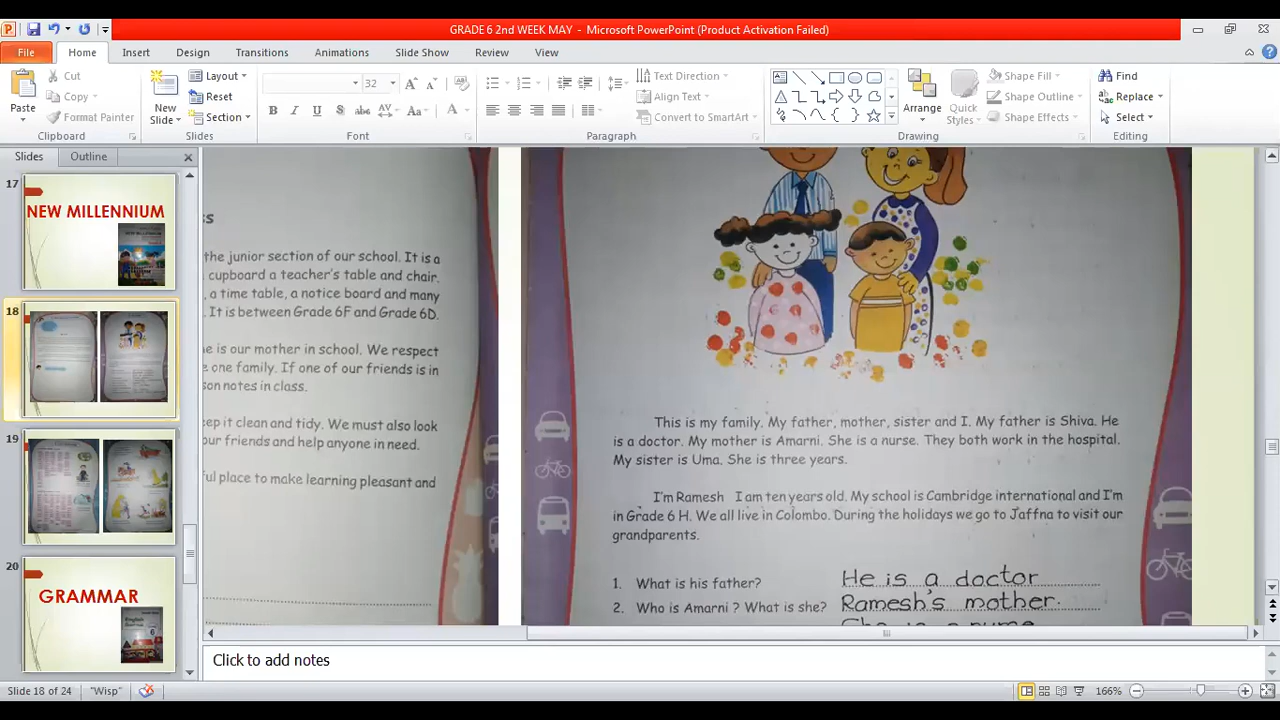 GRADE 6 2nd WEEK MAY - Microsoft PowerPoint (Product Activation Failed)
File Home Insert Design Transitions Animations Slide Show Review View
Paste
Cut
Copy
Format Painter
Clipboard
New Slide
Layout
Reset
Section
Slides
32
B U S abc AV Aa A
Font
Text Direction
Align Text
Convert to SmartArt
Paragraph
Arrange
Quick Styles
Shape Fill
Shape Outline
Shape Effects
Drawing
Find
Replace
Select
Editing
Slides Outline
17
NEW MILLENNIUM
18
19
20
GRAMMAR
ss
the junior section of our school. It is a
cupboard a teacher's table and chair.
, a time table, a notice board and many
. It is between Grade 6F and Grade 6D.
he is our mother in school. We respect
e one family. If one of our friends is in
son notes in class.
eep it clean and tidy. We must also look
our friends and help anyone in need.
ful place to make learning pleasant and
This is my family. My father, mother, sister and I. My father is Shiva. He
is a doctor. My mother is Amarni. She is a nurse. They both work in the hospital.
My sister is Uma. She is three years.
I'm Ramesh I am ten years old. My school is Cambridge international and I'm
in Grade 6 H. We all live in Colombo. During the holidays we go to Jaffna to visit our
grandparents.
1. What is his father? He is a doctor
2. Who is Amarni ? What is she? Ramesh's mother.
She is a nurse
Click to add notes
Slide 18 of 24 "Wisp" 166%